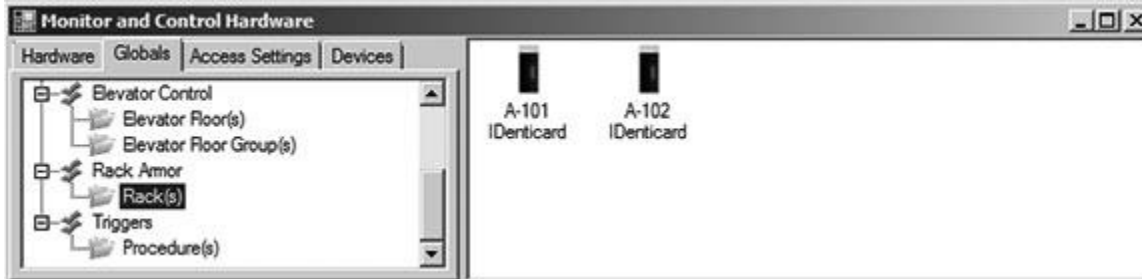 Monitor and Control Hardware
Hardware Globals Access Settings Devices
Elevator Control
Elevator Floor(s)
Elevator Floor Group(s)
Rack Armor
Rack(s)
Triggers
Procedure(s)
A-101
IDenticard
A-102
IDenticard